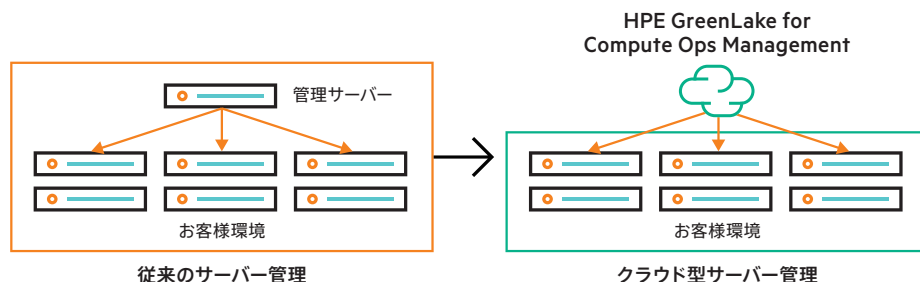 HPE GreenLake for
Compute Ops Management
管理サーバー
お客様環境
お客様環境
従来のサーバー管理
クラウド型サーバー管理